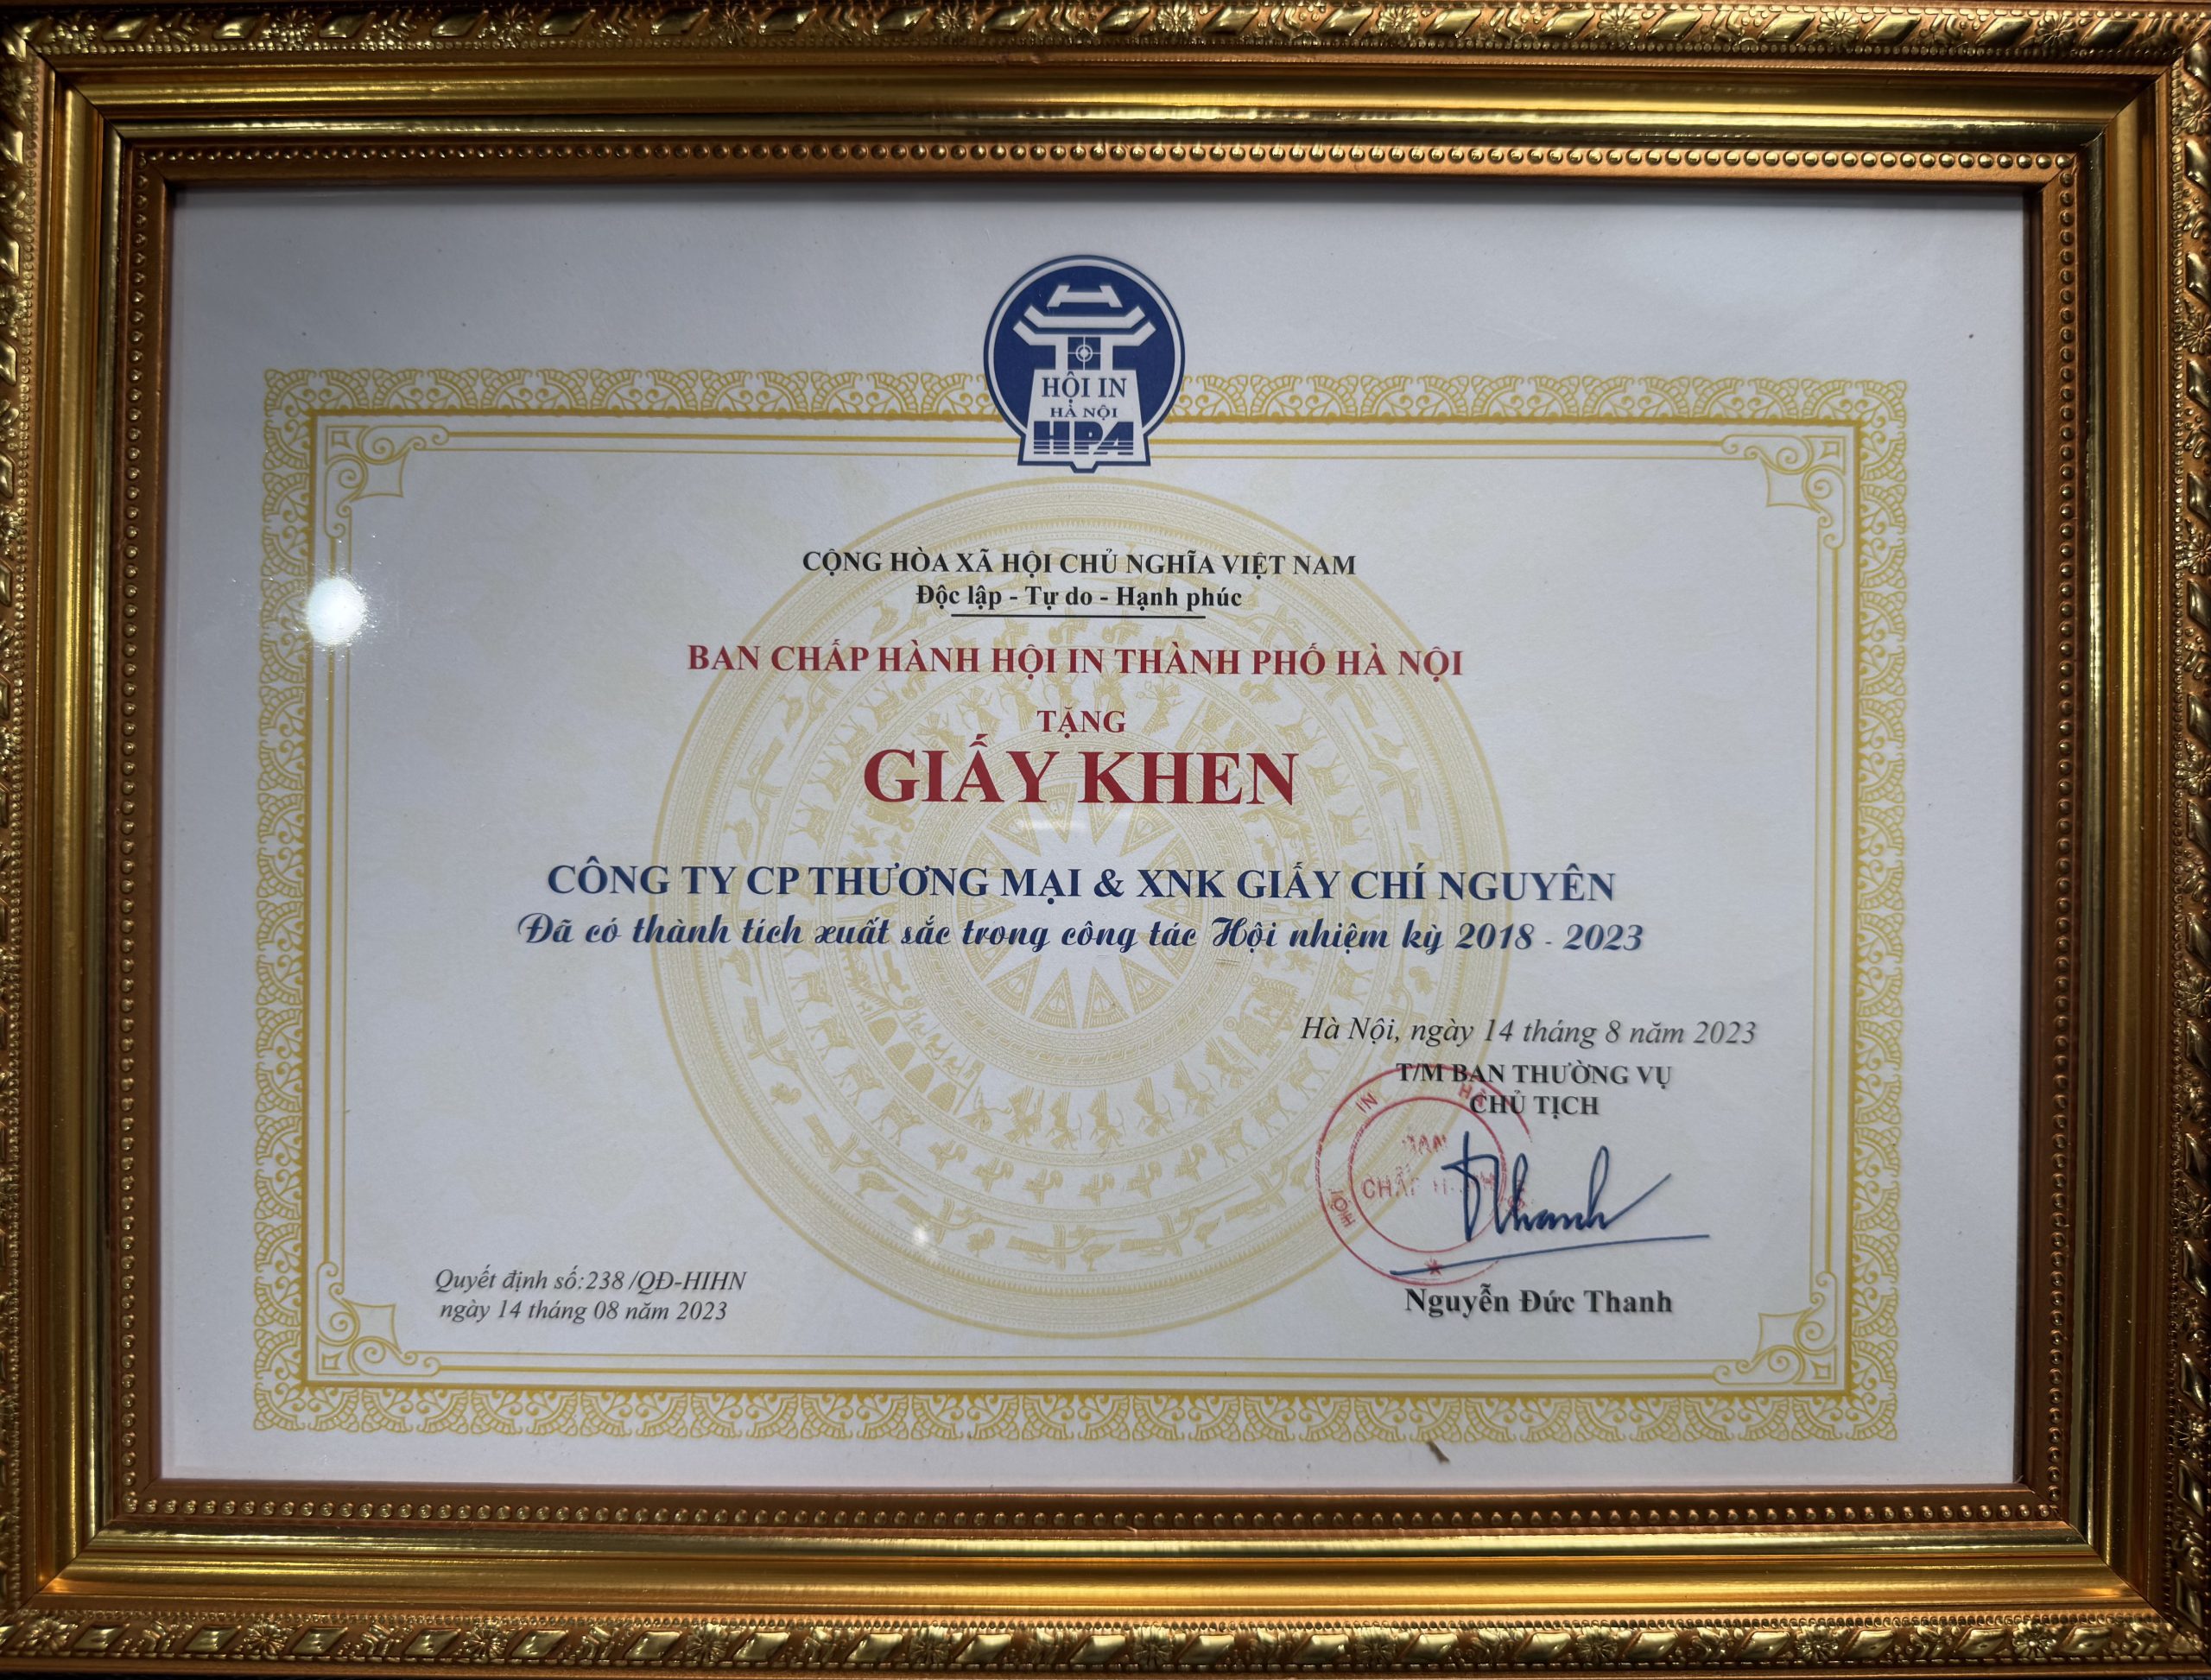 HỘI IN
HÀ NỘI
HPA
CỘNG HÒA XÃ HỘI CHỦ NGHĨA VIỆT NAM
Độc lập - Tự do - Hạnh phúc
BAN CHẤP HÀNH HỘI IN THÀNH PHỐ HÀ NỘI
TẶNG
GIẤY KHEN
CÔNG TY CP THƯƠNG MẠI & XNK GIẤY CHÍ NGUYÊN
Đã có thành tích xuất sắc trong công tác Hội nhiệm kỳ 2018 - 2023
Hà Nội, ngày 14 tháng 8 năm 2023
T/M BAN THƯỜNG VỤ
CHỦ TỊCH
HỘI IN
Thanh
Nguyễn Đức Thanh
Quyết định số:238 /QĐ-HIHN
ngày 14 tháng 08 năm 2023